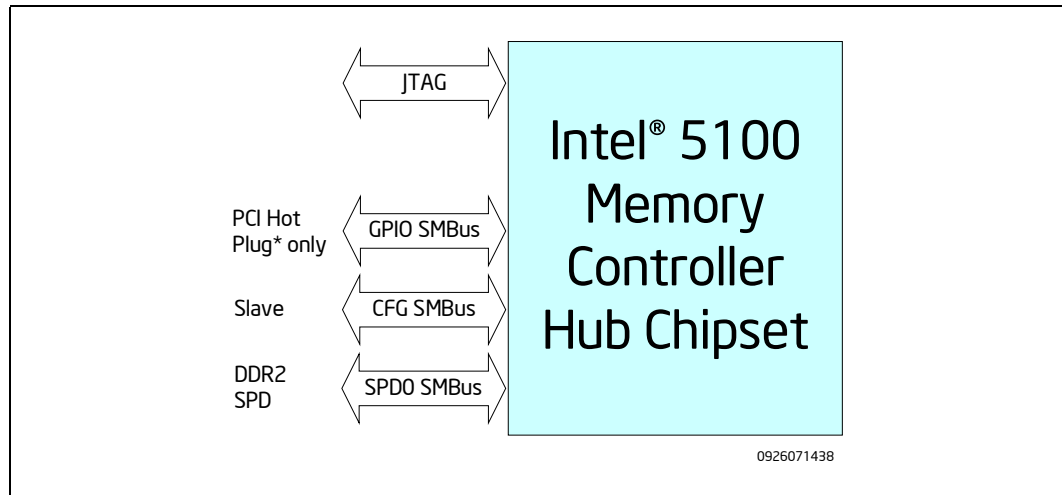 JTAG
Intel® 5100
Memory
Controller
Hub Chipset
PCI Hot
Plug* only
GPIO SMBus
Slave
CFG SMBus
DDR2
SPD
SPD0 SMBus
0926071438